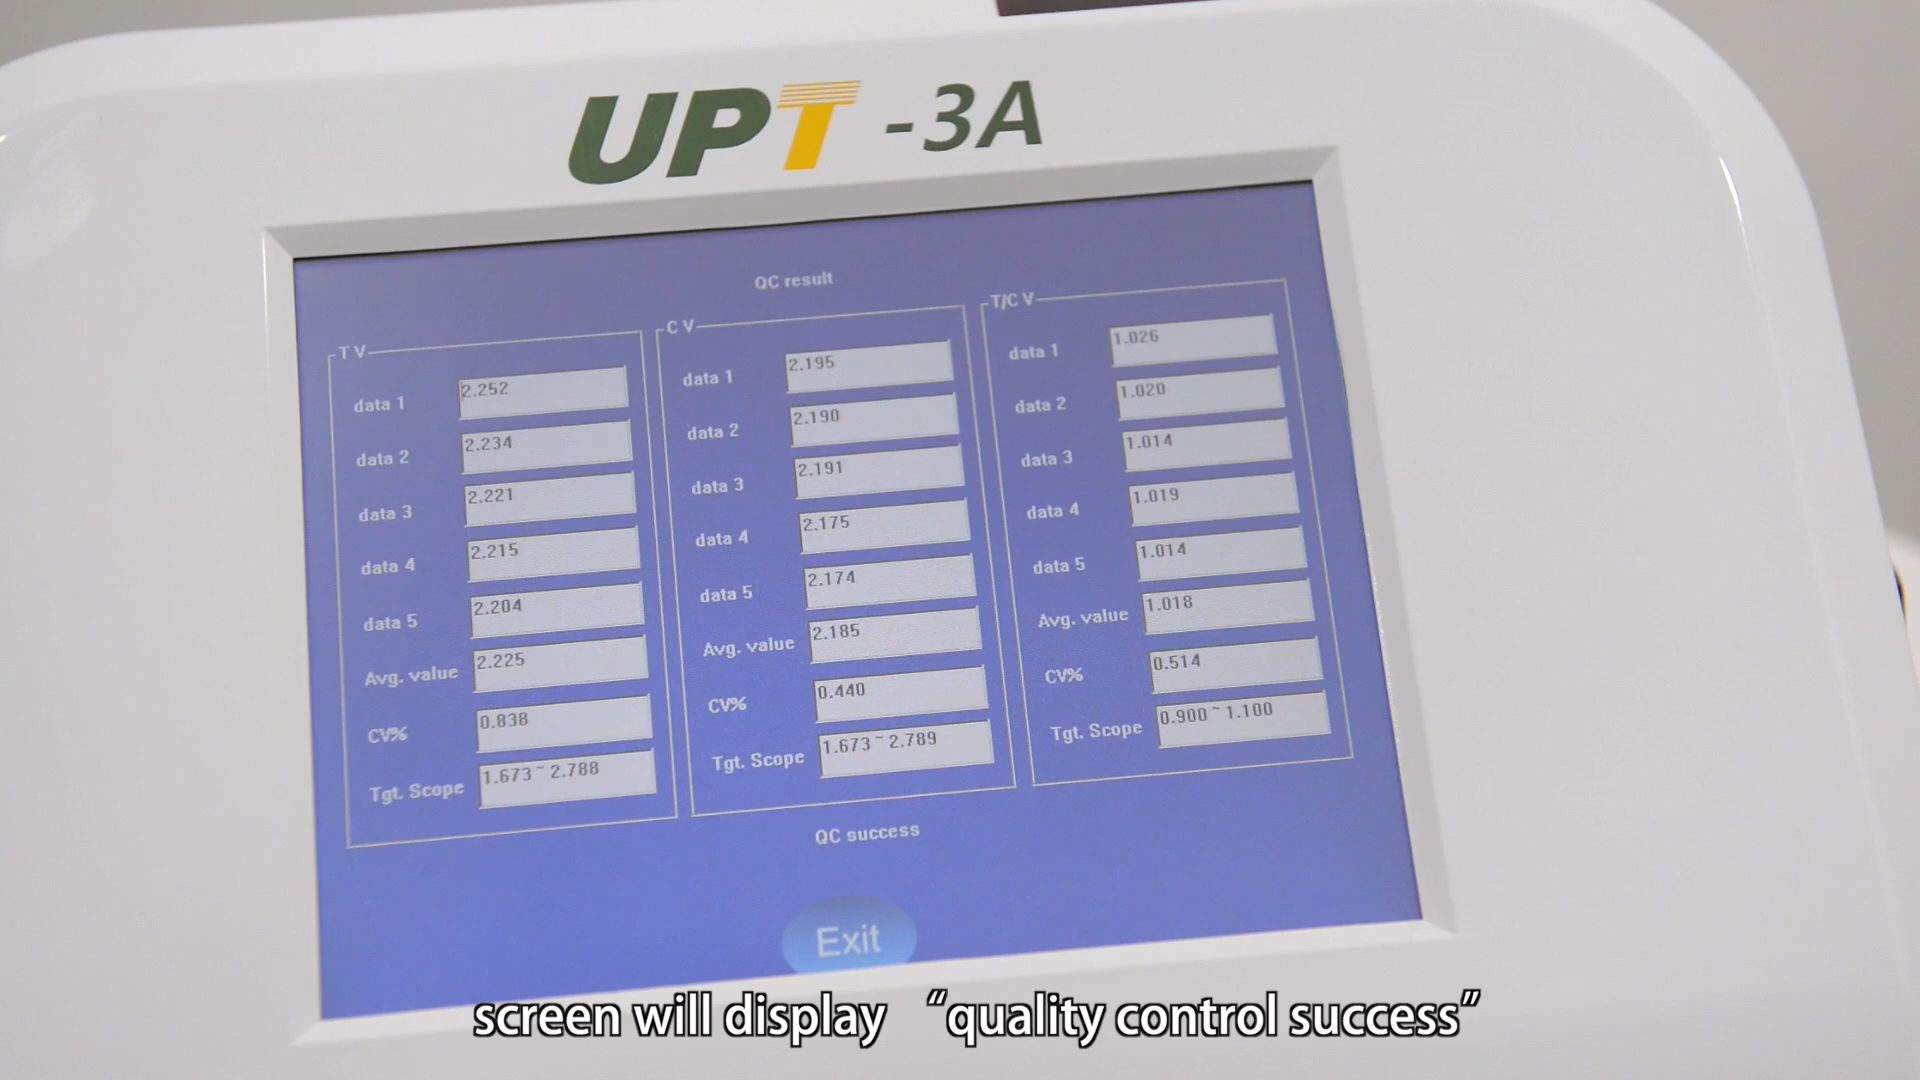 UPT -3A
QC result
T V
data 1 2.252
data 2 2.234
data 3 2.221
data 4 2.215
data 5 2.204
Avg. value 2.225
CV% 0.838
Tgt. Scope 1.673 ~ 2.788
C V
data 1 2.195
data 2 2.190
data 3 2.191
data 4 2.175
data 5 2.174
Avg. value 2.185
CV% 0.440
Tgt. Scope 1.673 ~ 2.789
T/C V
data 1 1.026
data 2 1.020
data 3 1.014
data 4 1.019
data 5 1.014
Avg. value 1.018
CV% 0.514
Tgt. Scope 0.900 ~ 1.100
QC success
Exit
screen will display “quality control success”